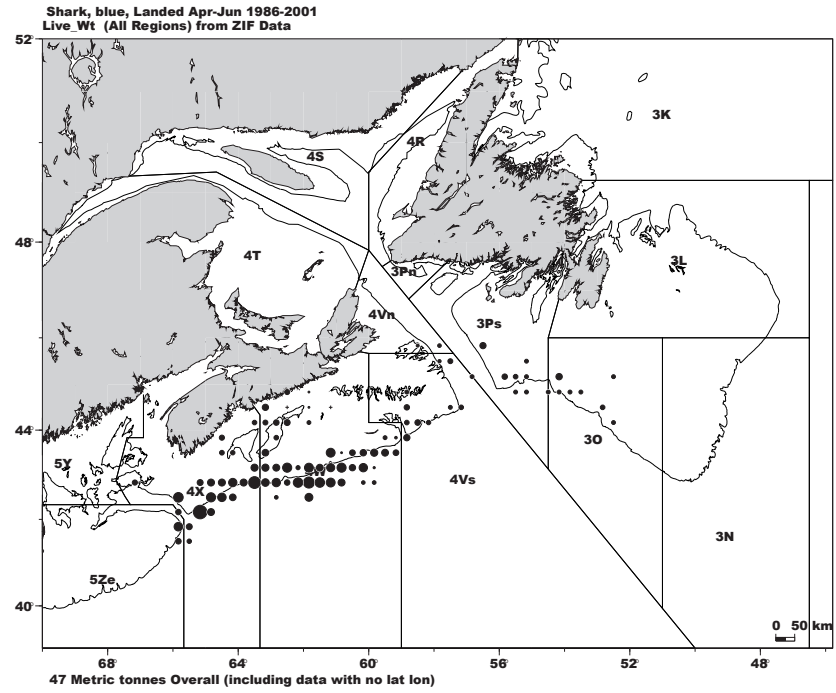 Shark, blue, Landed Apr-Jun 1986-2001
Live_Wt (All Regions) from ZIF Data
52°
3K
4R
4S
48°
4T
3L
3Pn
4Vn
3Ps
44°
3O
5Y
4X
4Vs
3N
5Ze
40°
0 50 km
68° 64° 60° 56° 52° 48°
47 Metric tonnes Overall (including data with no lat lon)